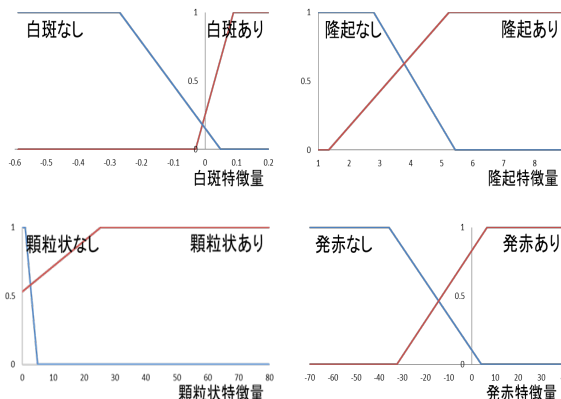 白斑なし 1 白斑あり
0.5
0
-0.6 -0.5 -0.4 -0.3 -0.2 -0.1 0 0.1 0.2
白斑特徴量
1 隆起なし 隆起あり
0.5
0
1 2 3 4 5 6 7 8
隆起特徴量
1 顆粒状なし 顆粒状あり
0.5
0
0 10 20 30 40 50 60 70 80
顆粒状特徴量
発赤なし 1 発赤あり
0.5
0
-70 -50 -30 -10 10 30
発赤特徴量